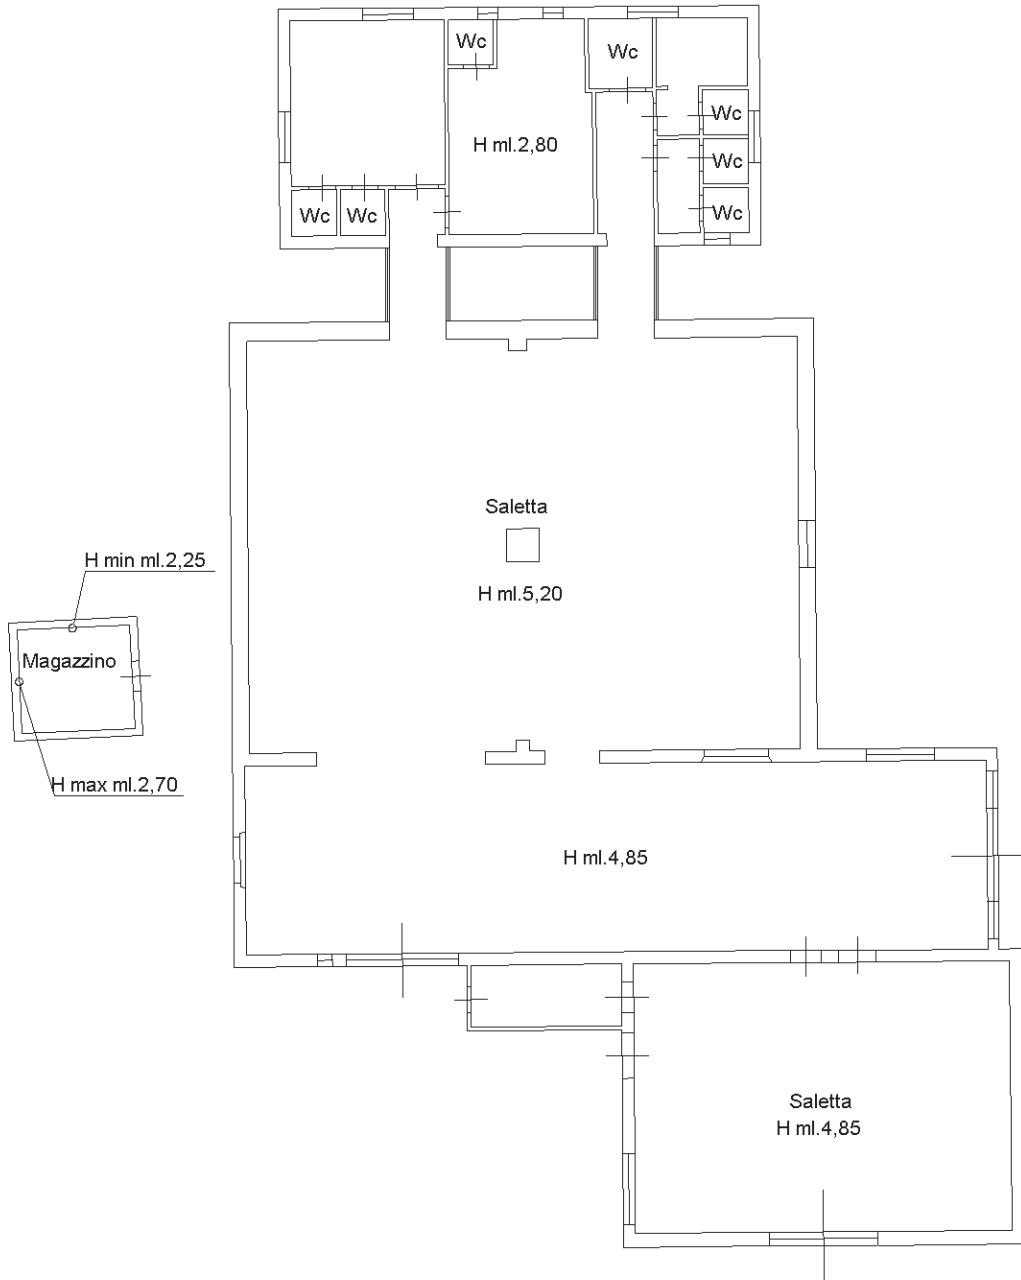 Wc
Wc
H ml.2,80
Wc
Wc
Wc
Wc
Wc
Saletta
H ml.5,20
H min ml.2,25
Magazzino
H max ml.2,70
H ml.4,85
Saletta
H ml.4,85